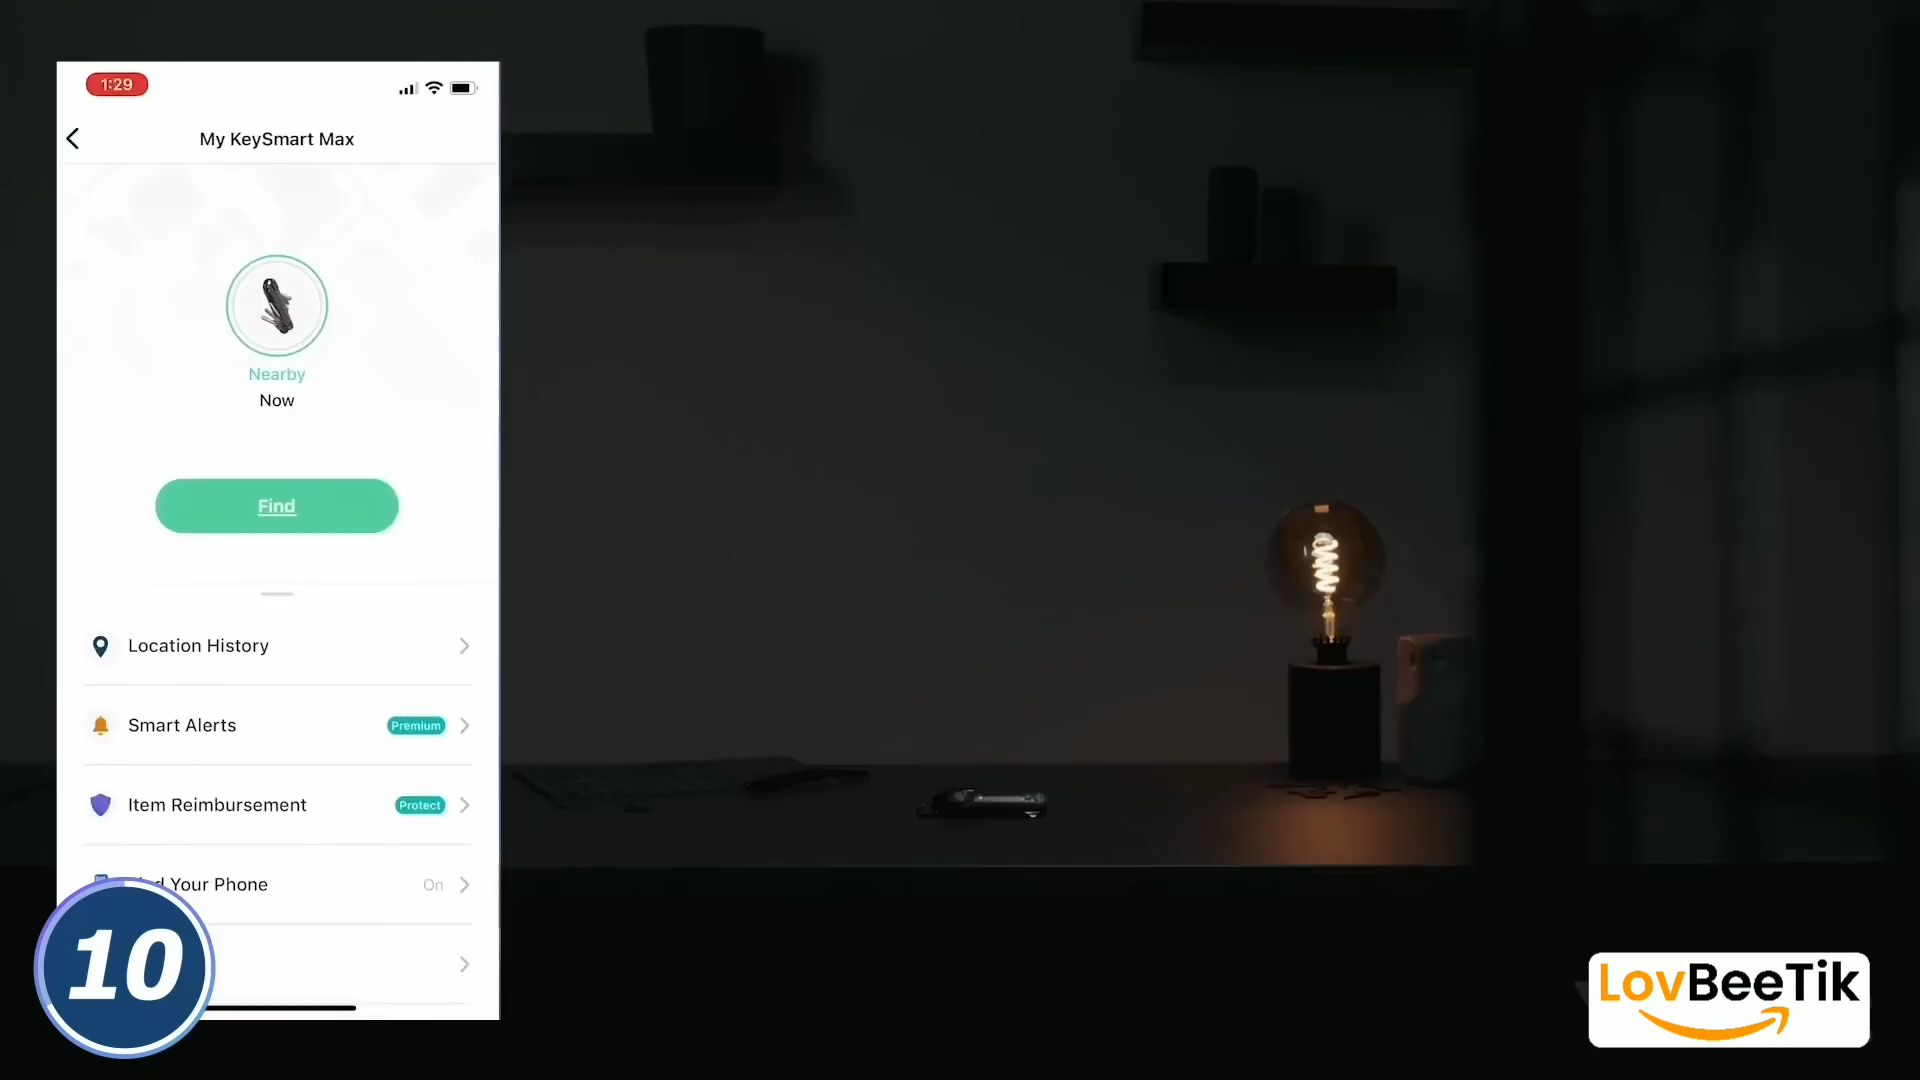 1:29
My KeySmart Max
Nearby
Now
Find
Location History
Smart Alerts
Premium
Item Reimbursement
Protect
Your Phone
On
10
LovBeeTik